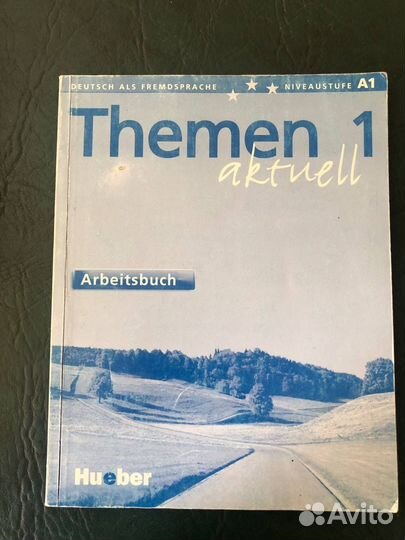 DEUTSCH ALS FREMDSPRACHE NIVEAUSTUFE A1
Themen 1
aktuell
Arbeitsbuch
Hueber
Avito